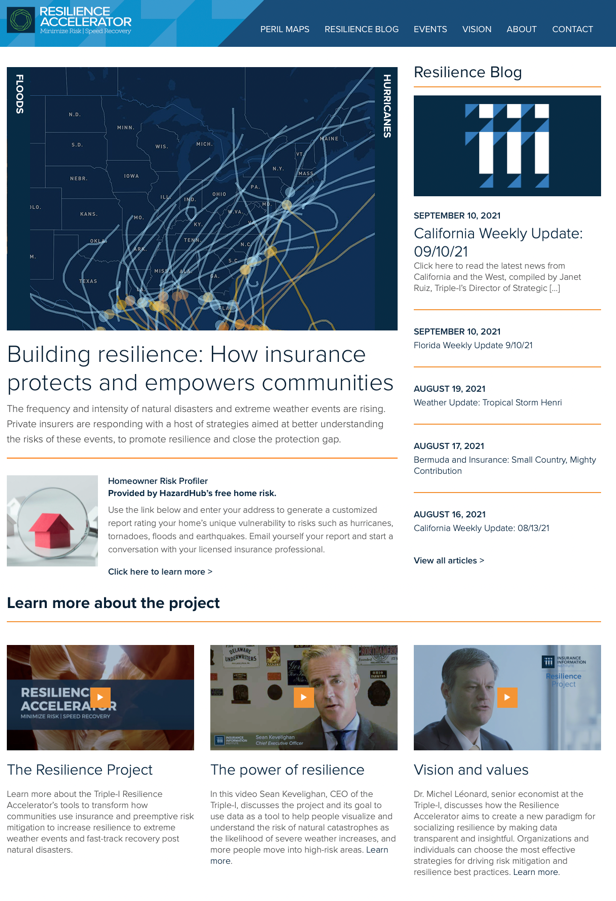 RESILIENCE
ACCELERATOR
Minimize Risk | Speed Recovery
PERIL MAPS RESILIENCE BLOG EVENTS VISION ABOUT CONTACT
FLOODS
HURRICANES
N.D.
MINN.
S.D.
WIS.
MICH.
MAINE
VT.
N.Y.
MASS
NEBR.
IOWA
PA.
OHIO
ILL.
IND.
MD.
W.VA.
KANS.
MO.
KY.
OKL
TENN.
N.C.
ARK.
S.C.
MISS
ALA.
GA.
TEXAS
Building resilience: How insurance
protects and empowers communities
The frequency and intensity of natural disasters and extreme weather events are rising.
Private insurers are responding with a host of strategies aimed at better understanding
the risks of these events, to promote resilience and close the protection gap.
Homeowner Risk Profiler
Provided by HazardHub's free home risk.
Use the link below and enter your address to generate a customized
report rating your home's unique vulnerability to risks such as hurricanes,
tornadoes, floods and earthquakes. Email yourself your report and start a
conversation with your licensed insurance professional.
Click here to learn more >
Resilience Blog
iii
SEPTEMBER 10, 2021
California Weekly Update:
09/10/21
Click here to read the latest news from
California and the West, compiled by Janet
Ruiz, Triple-I's Director of Strategic [...]
SEPTEMBER 10, 2021
Florida Weekly Update 9/10/21
AUGUST 19, 2021
Weather Update: Tropical Storm Henri
AUGUST 17, 2021
Bermuda and Insurance: Small Country, Mighty
Contribution
AUGUST 16, 2021
California Weekly Update: 08/13/21
View all articles >
Learn more about the project
RESILIENCE
ACCELERATOR
MINIMIZE RISK | SPEED RECOVERY
The Resilience Project
Learn more about the Triple-I Resilience
Accelerator's tools to transform how
communities use insurance and preemptive risk
mitigation to increase resilience to extreme
weather events and fast-track recovery post
natural disasters.
DELAWARE
UNDERWRITERS
Sean Kevelighan
Chief Executive Officer
The power of resilience
In this video Sean Kevelighan, CEO of the
Triple-I, discusses the project and its goal to
use data as a tool to help people visualize and
understand the risk of natural catastrophes as
the likelihood of severe weather increases, and
more people move into high-risk areas. Learn
more.
iii INSURANCE
INFORMATION
Resilience
Project
Vision and values
Dr. Michel Léonard, senior economist at the
Triple-I, discusses how the Resilience
Accelerator aims to create a new paradigm for
socializing resilience by making data
transparent and insightful. Organizations and
individuals can choose the most effective
strategies for driving risk mitigation and
resilience best practices. Learn more.